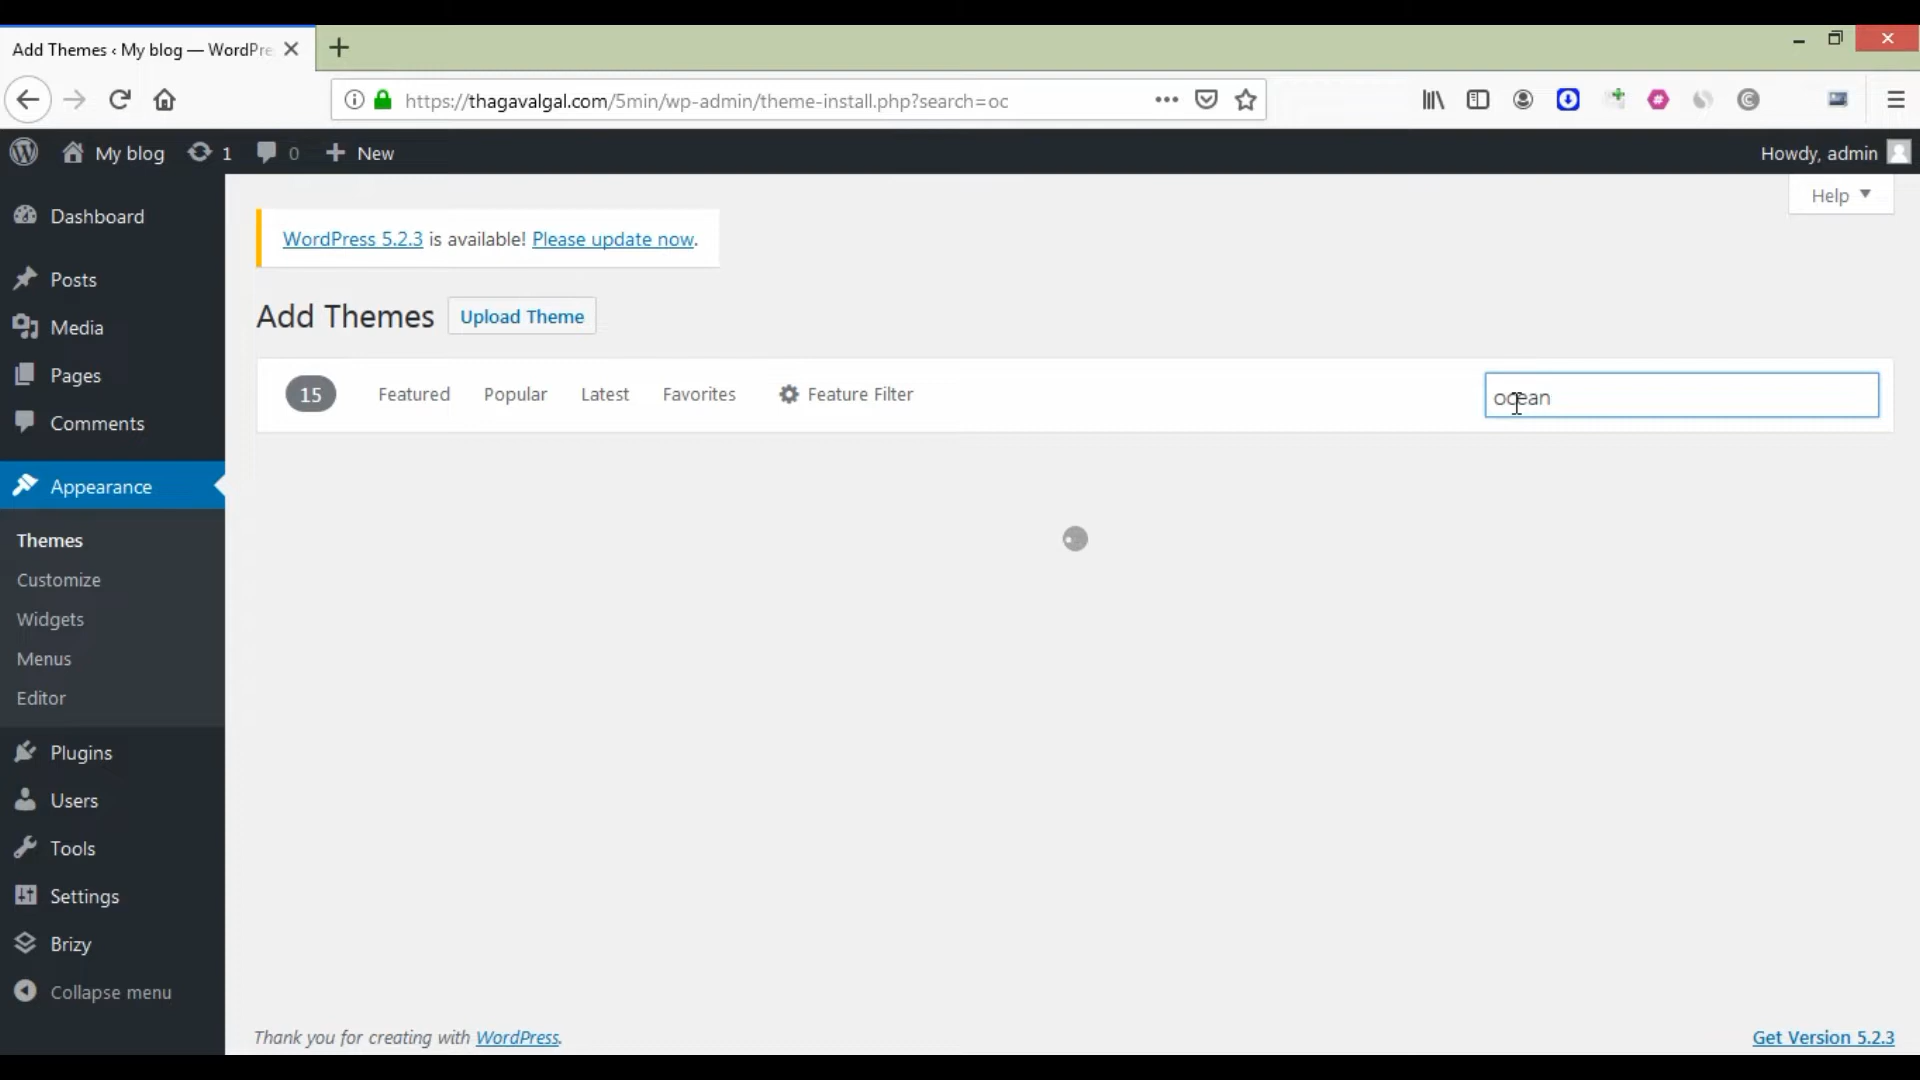 Add Themes ‹ My blog — WordPre
https://thagavalgal.com/5min/wp-admin/theme-install.php?search=oc
My blog 1 0 New Howdy, admin
Help
Dashboard
Posts
Media
Pages
Comments
Appearance
Themes
Customize
Widgets
Menus
Editor
Plugins
Users
Tools
Settings
Brizy
Collapse menu
WordPress 5.2.3 is available! Please update now.
Add Themes Upload Theme
15 Featured Popular Latest Favorites Feature Filter ocean
Thank you for creating with WordPress. Get Version 5.2.3